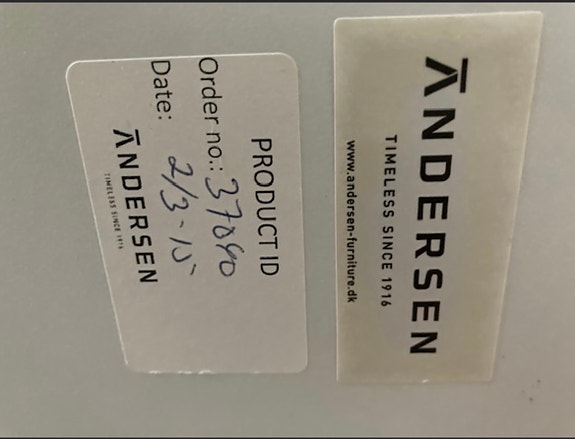 ANDERSEN
TIMELESS SINCE 1916
www.andersen-furniture.dk
PRODUCT ID
Order no.: 37040
Date: 2/3-15
ANDERSEN
TIMELESS SINCE 1916